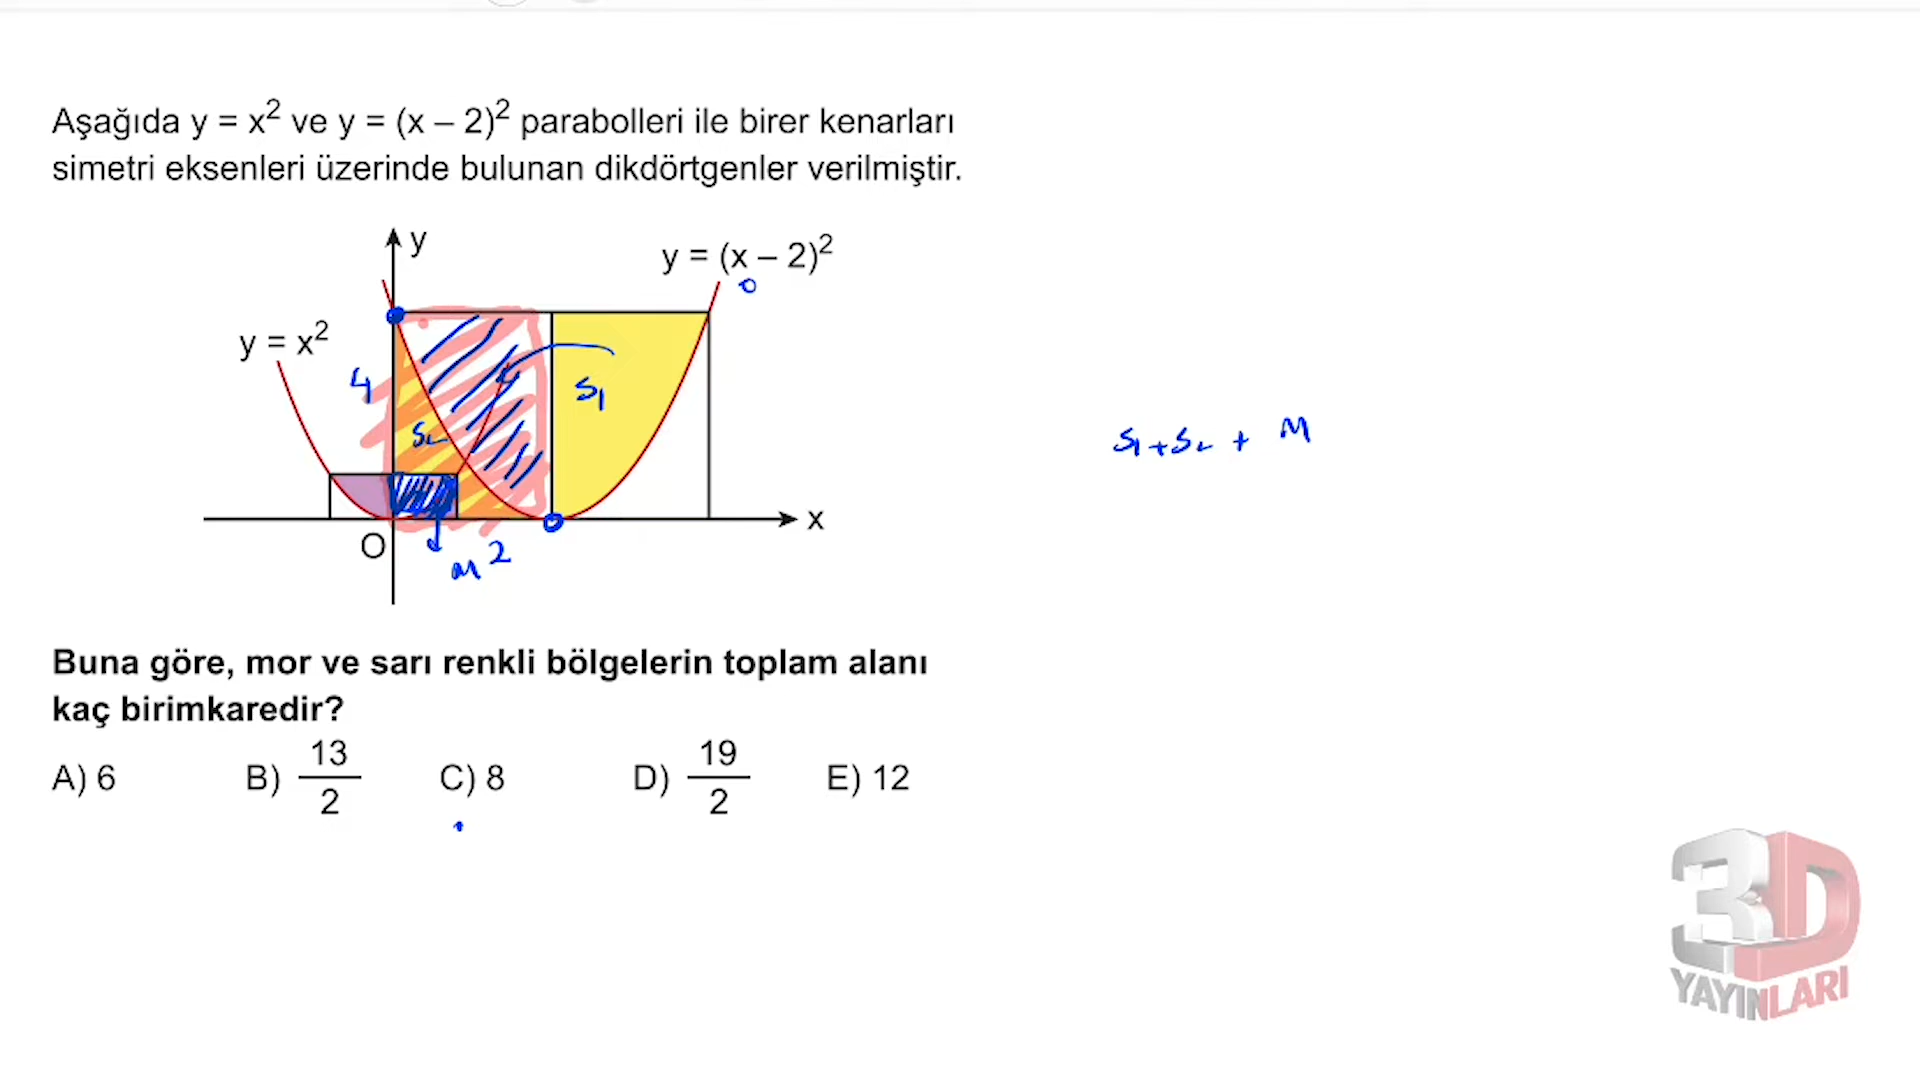 Aşağıda y = x² ve y = (x – 2)² parabolleri ile birer kenarları
simetri eksenleri üzerinde bulunan dikdörtgenler verilmiştir.
y
y = (x – 2)²
0
y = x²
4
S₁
S₂
S₁ + S₂ + M
x
O
M
2
Buna göre, mor ve sarı renkli bölgelerin toplam alanı
kaç birimkaredir?
A) 6 B) 13/2 C) 8 D) 19/2 E) 12
3D
YAYINLARI